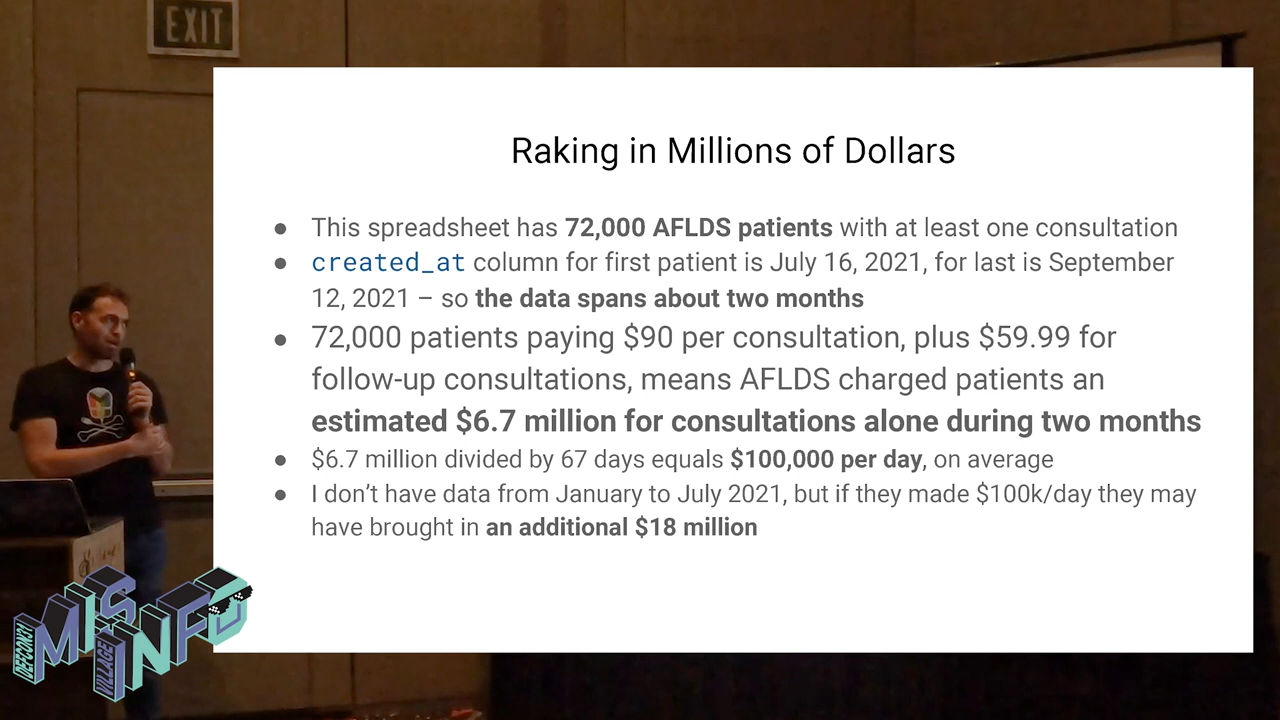 EXIT
Raking in Millions of Dollars
● This spreadsheet has 72,000 AFLDS patients with at least one consultation
● created_at column for first patient is July 16, 2021, for last is September
12, 2021 – so the data spans about two months
● 72,000 patients paying $90 per consultation, plus $59.99 for
follow-up consultations, means AFLDS charged patients an
estimated $6.7 million for consultations alone during two months
● $6.7 million divided by 67 days equals $100,000 per day, on average
● I don’t have data from January to July 2021, but if they made $100k/day they may
have brought in an additional $18 million
DEFCON31
MISINFO
VILLAGE